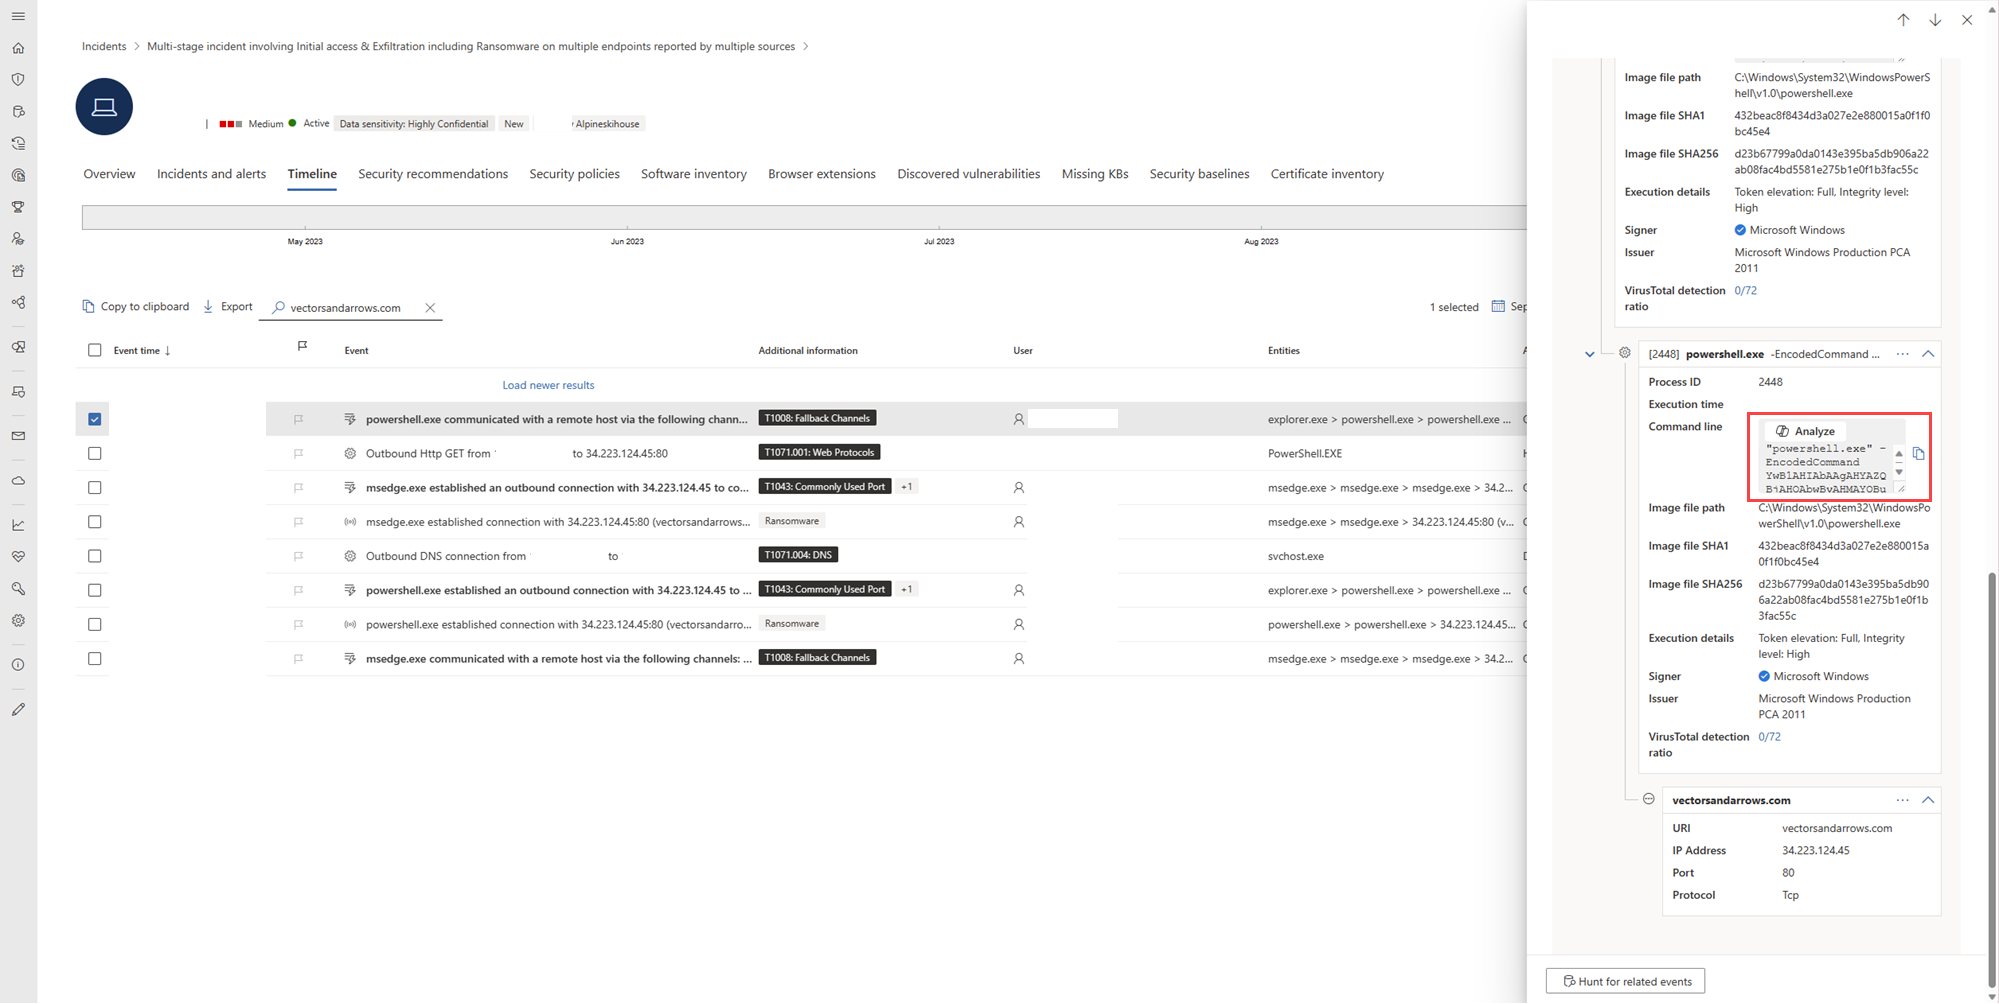 Incidents > Multi-stage incident involving Initial access & Exfiltration including Ransomware on multiple endpoints reported by multiple sources >
Medium Active Data sensitivity: Highly Confidential New Alpineskihouse
Overview Incidents and alerts Timeline Security recommendations Security policies Software inventory Browser extensions Discovered vulnerabilities Missing KBs Security baselines Certificate inventory
May 2023 Jun 2023 Jul 2023 Aug 2023
Copy to clipboard Export vectorsandarrows.com 1 selected Sep
Event time ↓ Event Additional information User Entities
Load newer results
powershell.exe communicated with a remote host via the following chann... T1008: Fallback Channels explorer.exe > powershell.exe > powershell.exe ...
Outbound Http GET from to 34.223.124.45:80 T1071.001: Web Protocols PowerShell.EXE
msedge.exe established an outbound connection with 34.223.124.45 to co... T1043: Commonly Used Port +1 msedge.exe > msedge.exe > msedge.exe > 34.2...
msedge.exe established connection with 34.223.124.45:80 (vectorsandarrows... Ransomware msedge.exe > msedge.exe > 34.223.124.45:80 (v...
Outbound DNS connection from to T1071.004: DNS svchost.exe
powershell.exe established an outbound connection with 34.223.124.45 to ... T1043: Commonly Used Port +1 explorer.exe > powershell.exe > powershell.exe ...
powershell.exe established connection with 34.223.124.45:80 (vectorsandarro... Ransomware powershell.exe > powershell.exe > 34.223.124.45...
msedge.exe communicated with a remote host via the following channels: ... T1008: Fallback Channels msedge.exe > msedge.exe > msedge.exe > 34.2...
Image file path C:\Windows\System32\WindowsPowerS
hell\v1.0\powershell.exe
Image file SHA1 432beac8f8434d3a027e2e880015a0f1f0
bc45e4
Image file SHA256 d23b67799a0da0143e395ba5db906a22
ab08fac4bd5581e275b1e0f1b3fac55c
Execution details Token elevation: Full, Integrity level:
High
Signer Microsoft Windows
Issuer Microsoft Windows Production PCA
2011
VirusTotal detection 0/72
ratio
[2448] powershell.exe -EncodedCommand ... ...
Process ID 2448
Execution time
Command line Analyze
"powershell.exe" -
EncodedCommand
YwB1AHIAbAAgAHYAZQ
BjAHQAbwByAHMAYQBu
Image file path C:\Windows\System32\WindowsPo
werShell\v1.0\powershell.exe
Image file SHA1 432beac8f8434d3a027e2e880015a
0f1f0bc45e4
Image file SHA256 d23b67799a0da0143e395ba5db90
6a22ab08fac4bd5581e275b1e0f1b
3fac55c
Execution details Token elevation: Full, Integrity
level: High
Signer Microsoft Windows
Issuer Microsoft Windows Production
PCA 2011
VirusTotal detection 0/72
ratio
vectorsandarrows.com ...
URI vectorsandarrows.com
IP Address 34.223.124.45
Port 80
Protocol Tcp
Hunt for related events